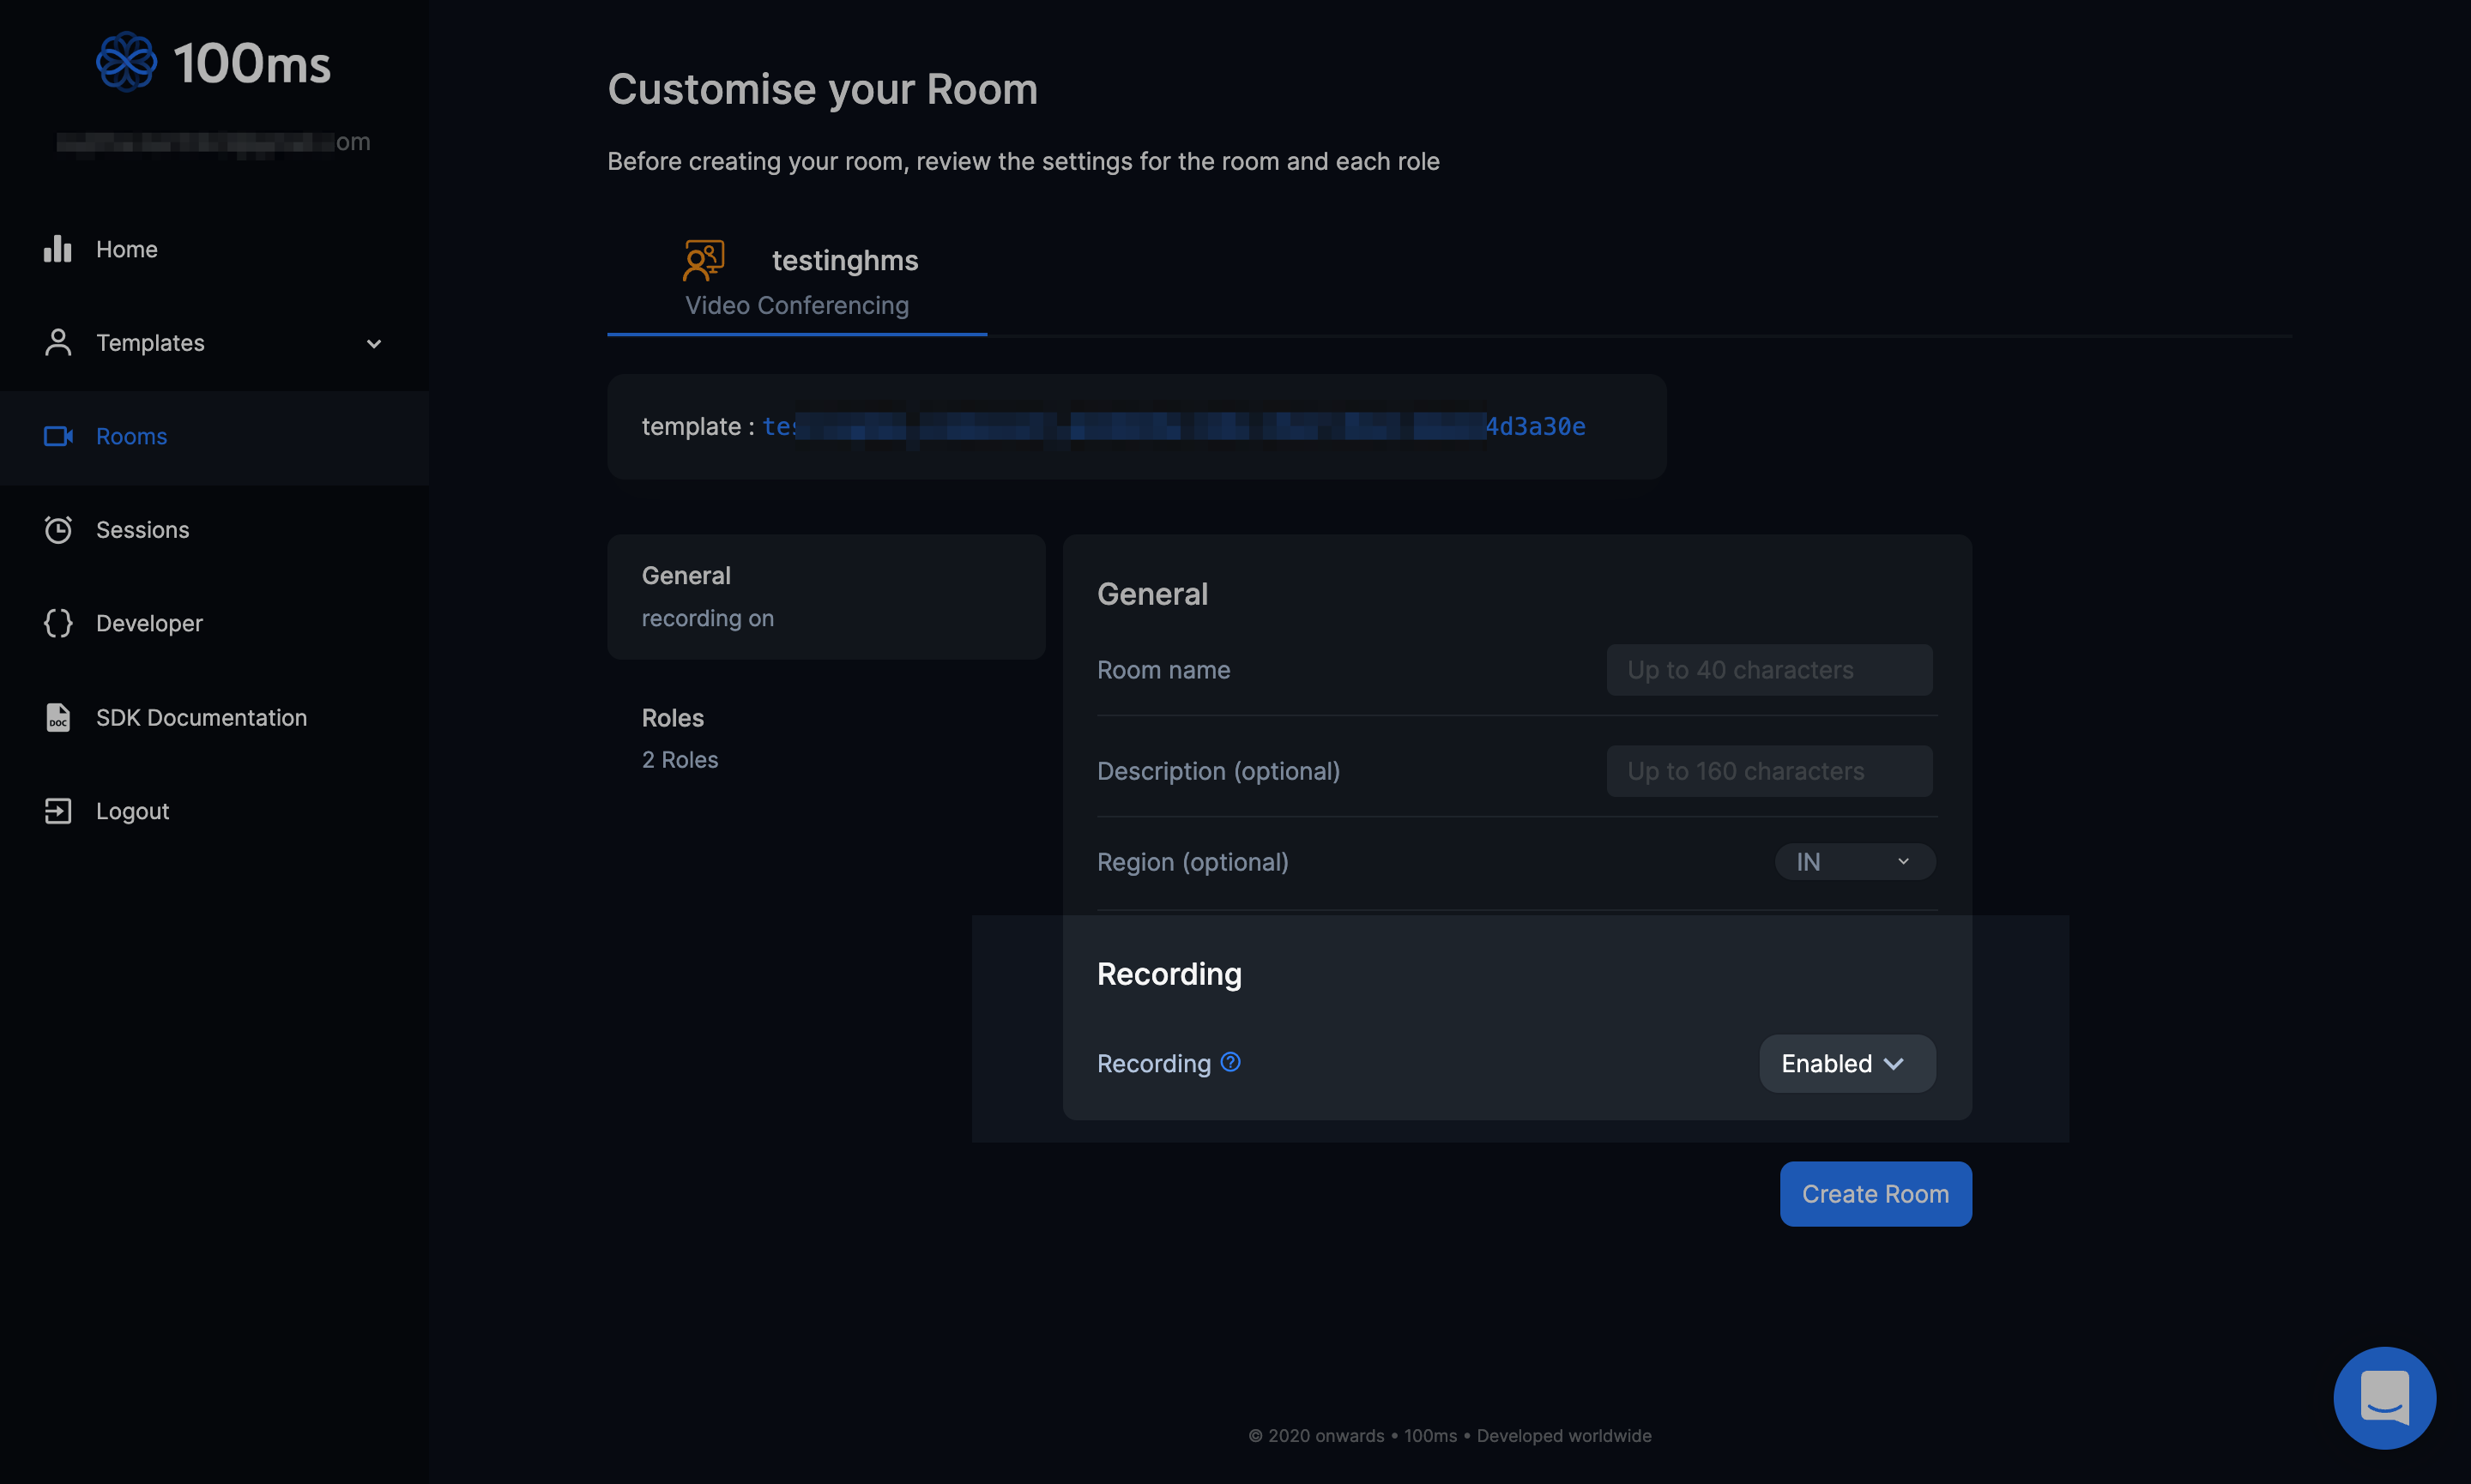 100ms
om
Home
Templates
Rooms
Sessions
Developer
DOC
SDK Documentation
Logout
Customise your Room
Before creating your room, review the settings for the room and each role
testinghms
Video Conferencing
template : tes 4d3a30e
General
recording on
Roles
2 Roles
General
Room name
Up to 40 characters
Description (optional)
Up to 160 characters
Region (optional)
IN
Recording
Recording ?
Enabled
Create Room
© 2020 onwards • 100ms • Developed worldwide